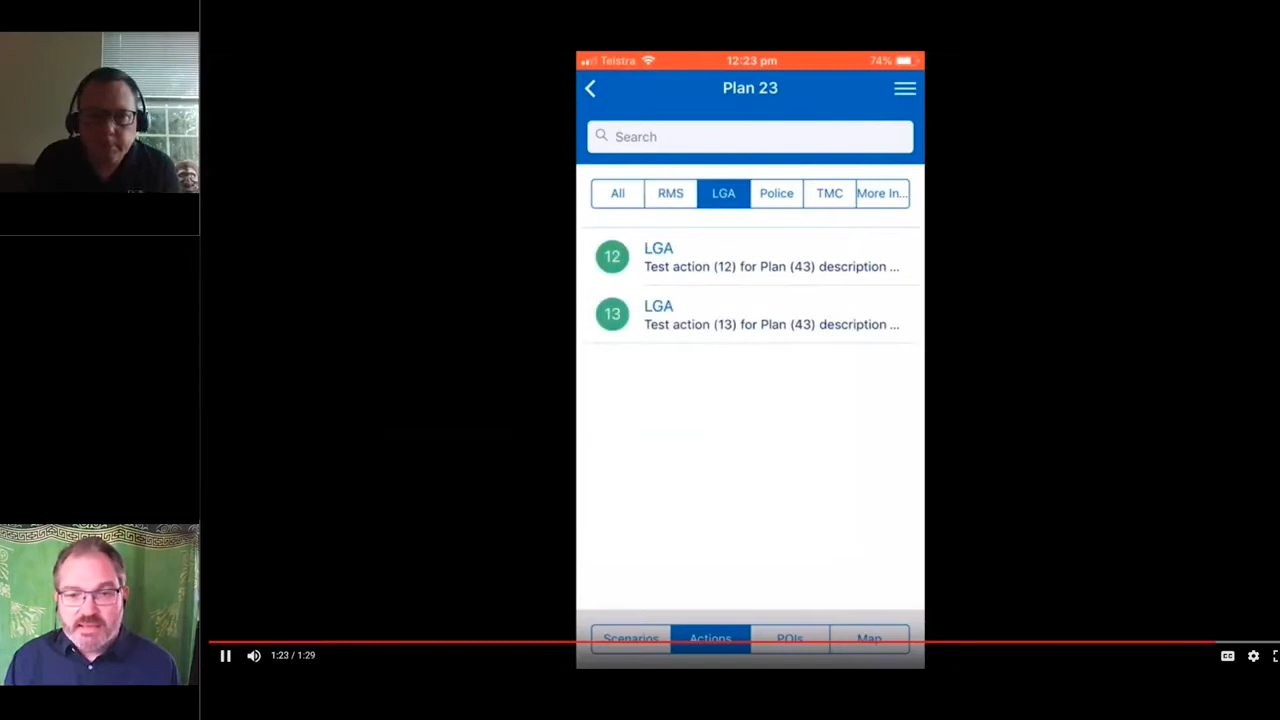 Telstra 12:23 pm 74%
Plan 23
Search
All RMS LGA Police TMC More In...
12 LGA
Test action (12) for Plan (43) description ...
13 LGA
Test action (13) for Plan (43) description ...
Scenarios Actions POIs Map
1:23 / 1:29 CC